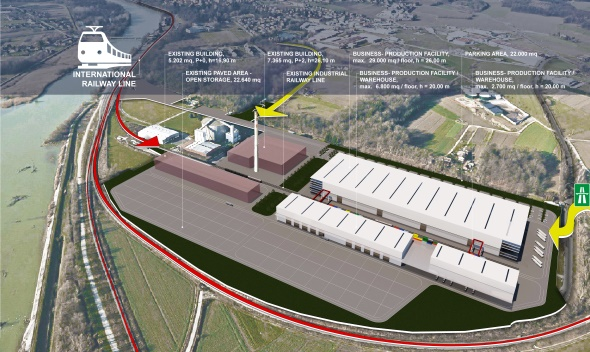 INTERNATIONAL
RAILWAY LINE
EXISTING BUILDING,
5.202 mq, P+0, h=16,90 m
EXISTING PAVED AREA -
OPEN STORAGE, 22.640 mq
EXISTING BUILDING,
7.365 mq, P+2, h=28,10 m
EXISTING INDUSTRIAL
RAILWAY LINE
BUSINESS- PRODUCTION FACILITY,
max. 29.000 mq / floor, h = 26,00 m
BUSINESS- PRODUCTION FACILITY /
WAREHOUSE,
max. 6.800 mq / floor, h = 20,00 m
PARKING AREA, 22.000 mq
BUSINESS- PRODUCTION FACILITY /
WAREHOUSE,
max. 2.700 mq / floor, h = 20,00 m